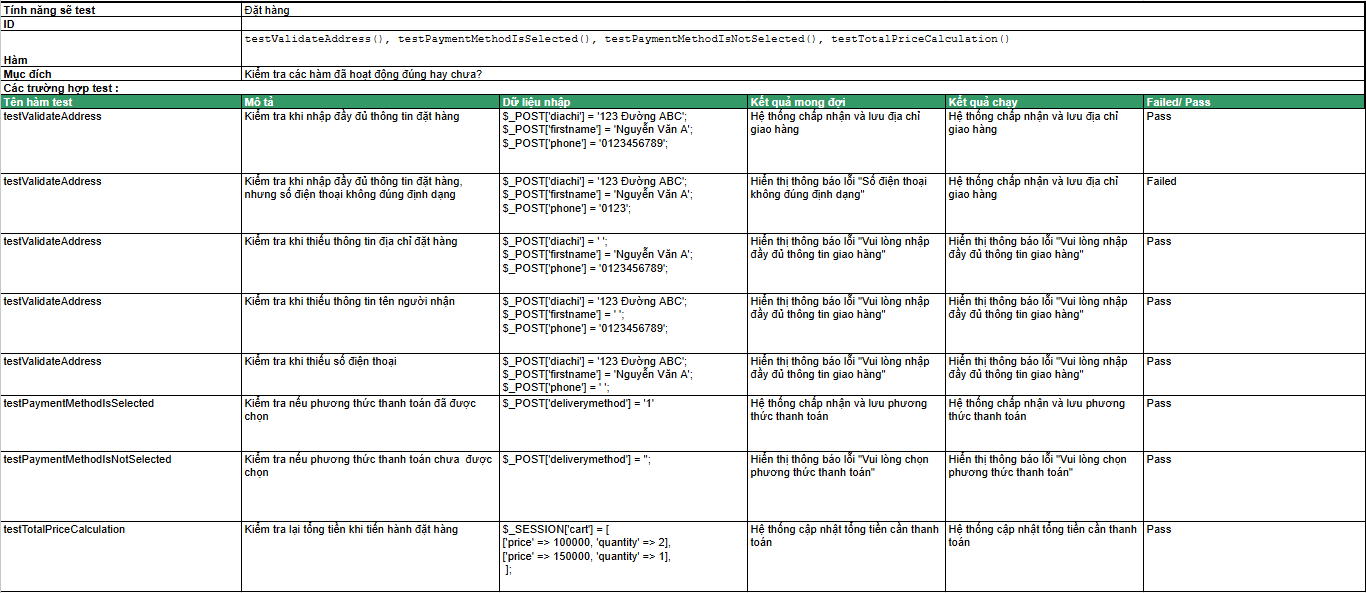 Tính năng sẽ test Đặt hàng
ID
testValidateAddress(), testPaymentMethodIsSelected(), testPaymentMethodIsNotSelected(), testTotalPriceCalculation()
Hàm
Mục đích Kiểm tra các hàm đã hoạt động đúng hay chưa?
Các trường hợp test :
Tên hàm test Mô tả Dữ liệu nhập Kết quả mong đợi Kết quả chạy Failed/ Pass
testValidateAddress
Kiểm tra khi nhập đầy đủ thông tin đặt hàng
$_POST['diachi'] = '123 Đường ABC';
$_POST['firstname'] = 'Nguyễn Văn A';
$_POST['phone'] = '0123456789';
Hệ thống chấp nhận và lưu địa chỉ
giao hàng
Hệ thống chấp nhận và lưu địa chỉ
giao hàng
Pass
testValidateAddress
Kiểm tra khi nhập đầy đủ thông tin đặt hàng,
nhưng số điện thoại không đúng định dạng
$_POST['diachi'] = '123 Đường ABC';
$_POST['firstname'] = 'Nguyễn Văn A';
$_POST['phone'] = '0123';
Hiển thị thông báo lỗi "Số điện thoại
không đúng định dạng"
Hệ thống chấp nhận và lưu địa chỉ
giao hàng
Failed
testValidateAddress
Kiểm tra khi thiếu thông tin địa chỉ đặt hàng
$_POST['diachi'] = ' ';
$_POST['firstname'] = 'Nguyễn Văn A';
$_POST['phone'] = '0123456789';
Hiển thị thông báo lỗi "Vui lòng nhập
đầy đủ thông tin giao hàng"
Hiển thị thông báo lỗi "Vui lòng nhập
đầy đủ thông tin giao hàng"
Pass
testValidateAddress
Kiểm tra khi thiếu thông tin tên người nhận
$_POST['diachi'] = '123 Đường ABC';
$_POST['firstname'] = ' ';
$_POST['phone'] = '0123456789';
Hiển thị thông báo lỗi "Vui lòng nhập
đầy đủ thông tin giao hàng"
Hiển thị thông báo lỗi "Vui lòng nhập
đầy đủ thông tin giao hàng"
Pass
testValidateAddress
Kiểm tra khi thiếu số điện thoại
$_POST['diachi'] = '123 Đường ABC';
$_POST['firstname'] = 'Nguyễn Văn A';
$_POST['phone'] = ' ';
Hiển thị thông báo lỗi "Vui lòng nhập
đầy đủ thông tin giao hàng"
Hiển thị thông báo lỗi "Vui lòng nhập
đầy đủ thông tin giao hàng"
Pass
testPaymentMethodIsSelected
Kiểm tra nếu phương thức thanh toán đã được
chọn
$_POST['deliverymethod'] = '1'
Hệ thống chấp nhận và lưu phương
thức thanh toán
Hệ thống chấp nhận và lưu phương
thức thanh toán
Pass
testPaymentMethodIsNotSelected
Kiểm tra nếu phương thức thanh toán chưa được
chọn
$_POST['deliverymethod'] = '';
Hiển thị thông báo lỗi "Vui lòng chọn
phương thức thanh toán"
Hiển thị thông báo lỗi "Vui lòng chọn
phương thức thanh toán"
Pass
testTotalPriceCalculation
Kiểm tra lại tổng tiền khi tiến hành đặt hàng
$_SESSION['cart'] = [
['price' => 100000, 'quantity' => 2],
['price' => 150000, 'quantity' => 1],
];
Hệ thống cập nhật tổng tiền cần thanh
toán
Hệ thống cập nhật tổng tiền cần thanh
toán
Pass